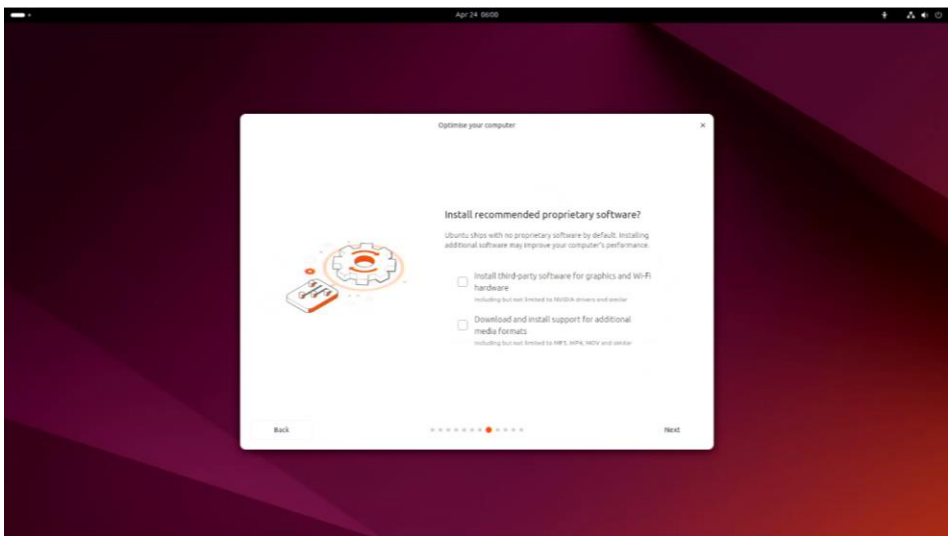 Apr 24 06:00
Optimise your computer
Install recommended proprietary software?
Ubuntu ships with no proprietary software by default. Installing
additional software may improve your computer's performance.
Install third-party software for graphics and Wi-Fi
hardware
Including but not limited to NVIDIA drivers and similar
Download and install support for additional
media formats
Including but not limited to MP3, MP4, MOV and similar
Back
Next